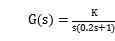 G(s) = K / s(0.2s+1)